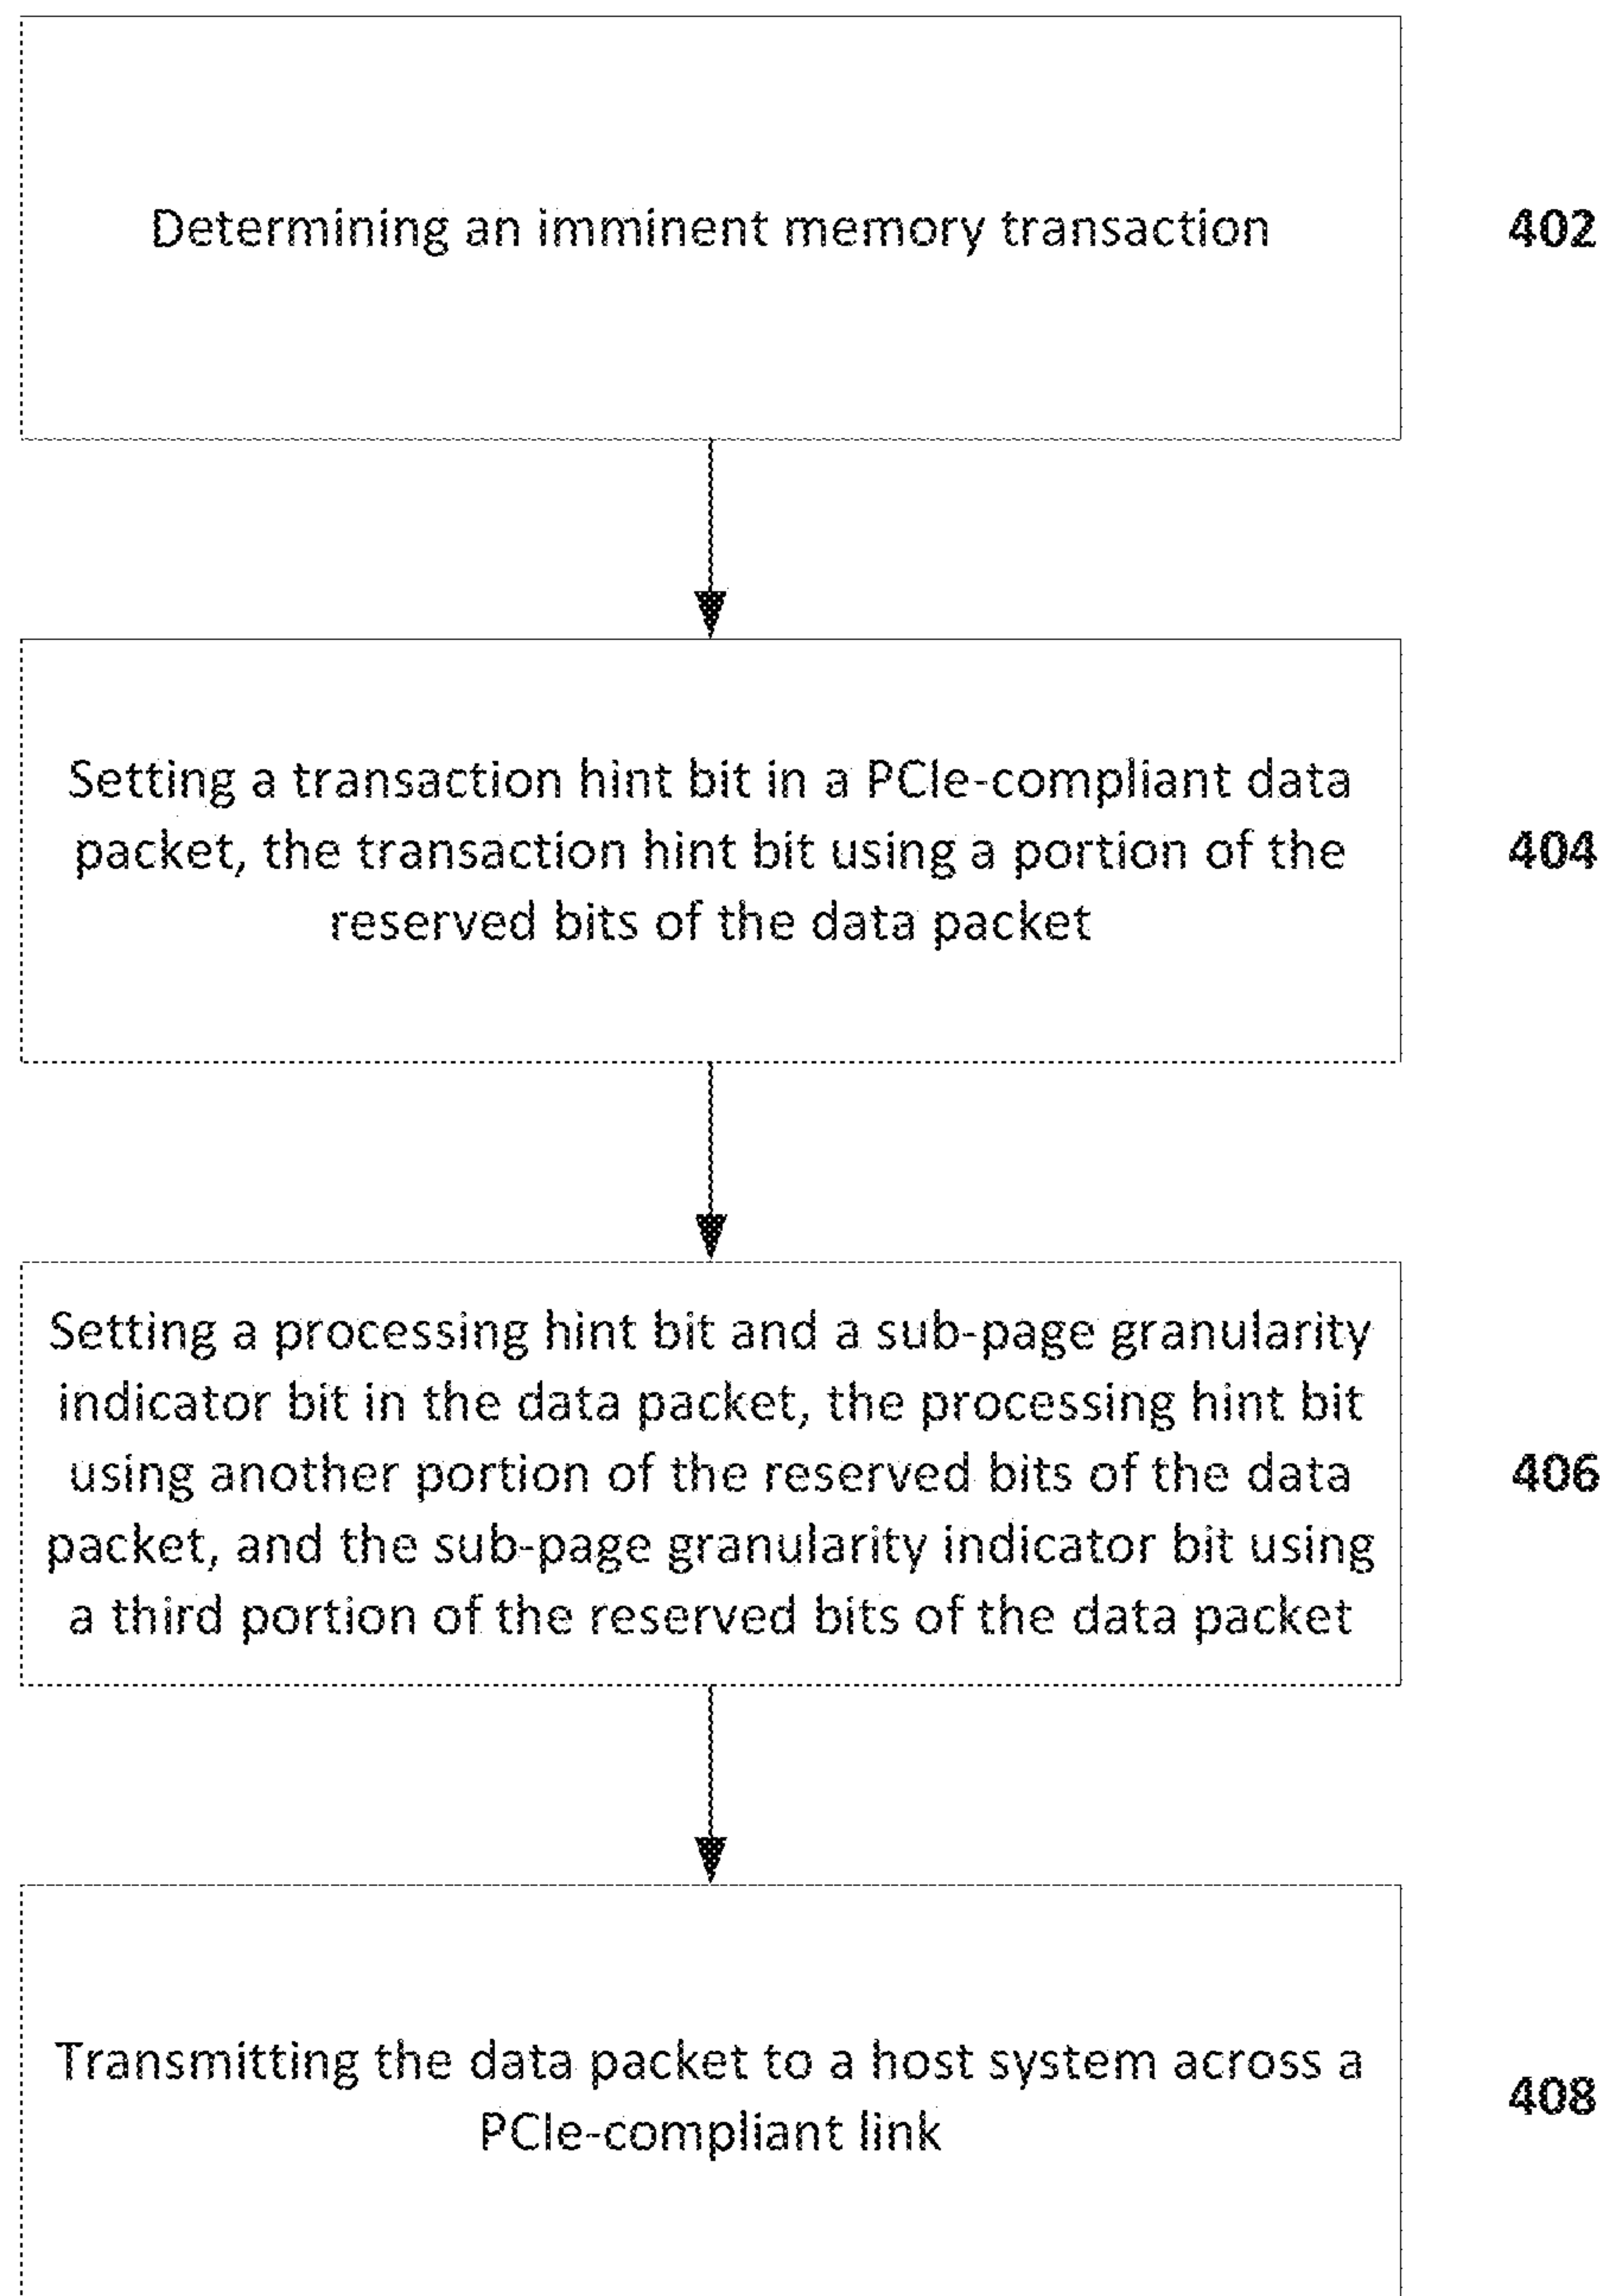 Determining an imminent memory transaction
402
Setting a transaction hint bit in a PCIe-compliant data
packet, the transaction hint bit using a portion of the
reserved bits of the data packet
404
Setting a processing hint bit and a sub-page granularity
indicator bit in the data packet, the processing hint bit
using another portion of the reserved bits of the data
packet, and the sub-page granularity indicator bit using
a third portion of the reserved bits of the data packet
406
Transmitting the data packet to a host system across a
PCIe-compliant link
408